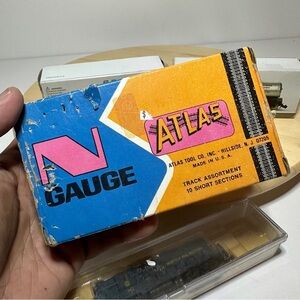 N
GAUGE
ATLAS
ATLAS TOOL CO., INC. • HILLSIDE, N. J. 07205
MADE IN U.S.A.
TRACK ASSORTMENT
10 SHORT SECTIONS